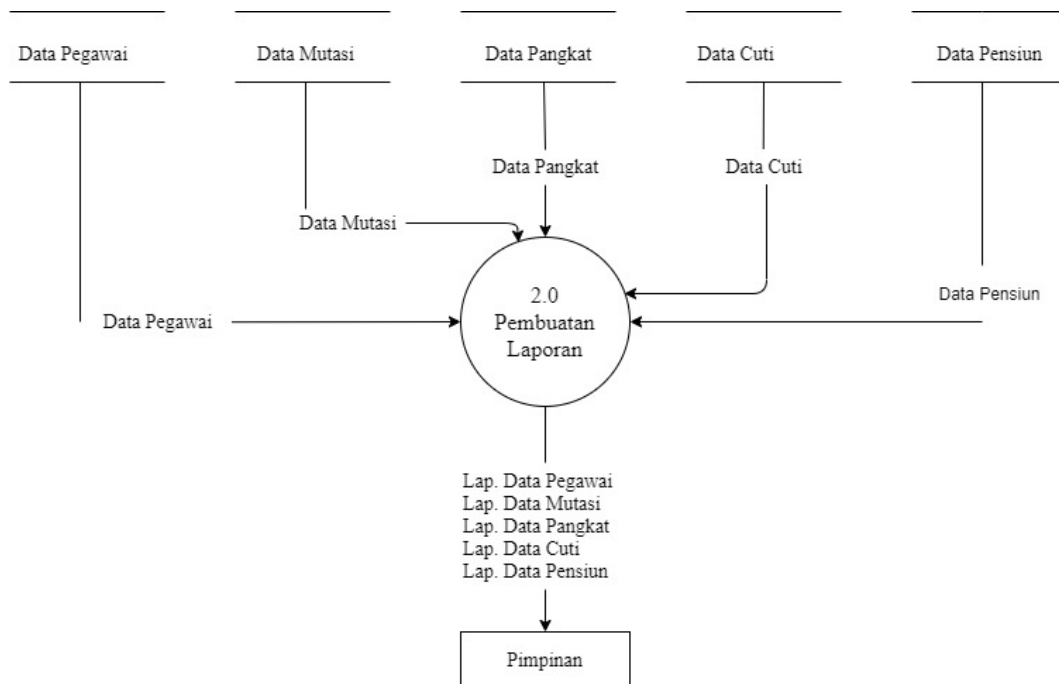 Data Pegawai
Data Mutasi
Data Pangkat
Data Cuti
Data Pensiun
Data Pangkat
Data Cuti
Data Mutasi
Data Pensiun
Data Pegawai
2.0
Pembuatan
Laporan
Lap. Data Pegawai
Lap. Data Mutasi
Lap. Data Pangkat
Lap. Data Cuti
Lap. Data Pensiun
Pimpinan